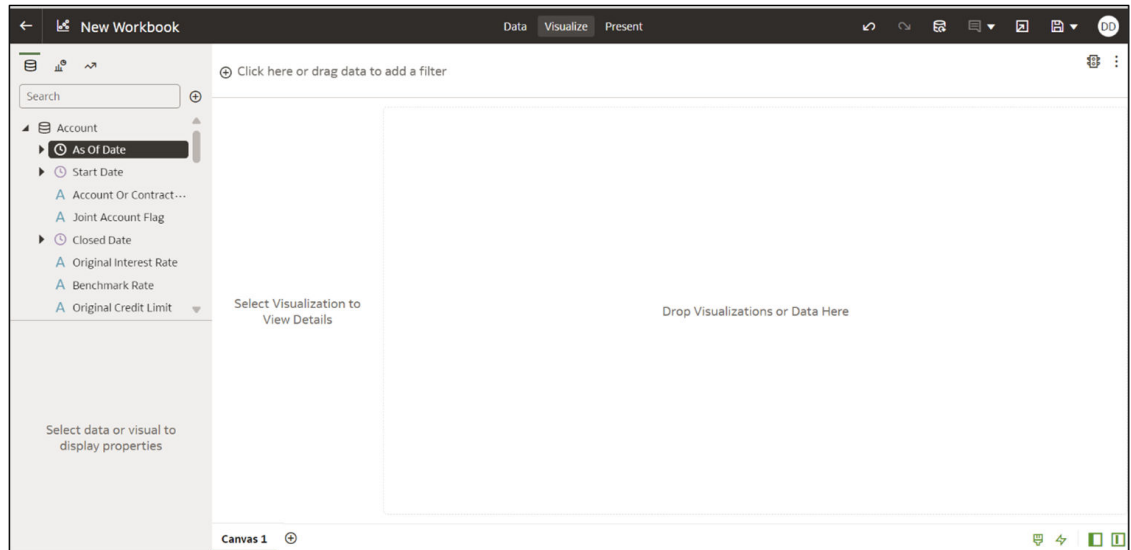 New Workbook
Data Visualize Present
DD
Click here or drag data to add a filter
Search
Account
As Of Date
Start Date
A Account Or Contract...
A Joint Account Flag
Closed Date
A Original Interest Rate
A Benchmark Rate
A Original Credit Limit
Select Visualization to
View Details
Drop Visualizations or Data Here
Select data or visual to
display properties
Canvas 1